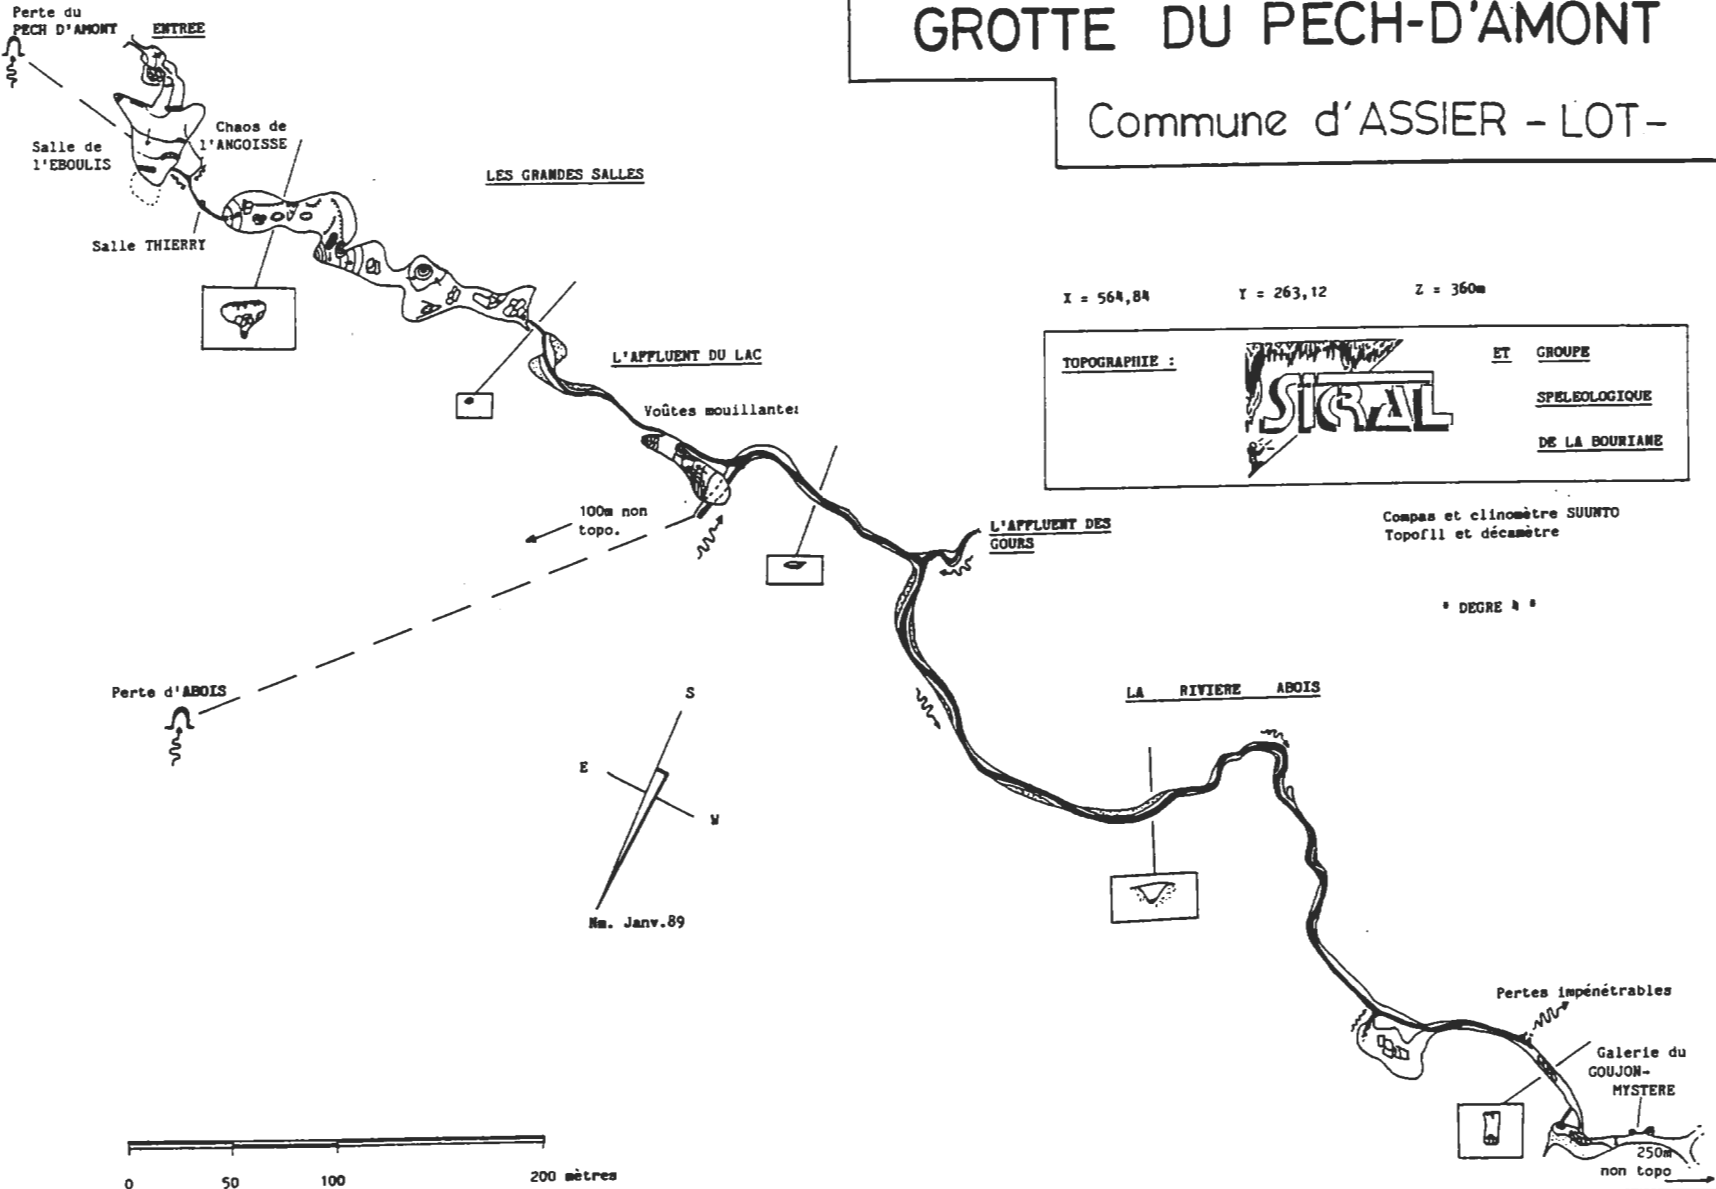 GROTTE DU PECH-D'AMONT
Commune d'ASSIER - LOT -
Perte du
PECH D'AMONT
ENTREE
Chaos de
l'ANGOISSE
Salle de
l'EBOULIS
Salle THIERRY
LES GRANDES SALLES
X = 564,84
Y = 263,12
Z = 360m
TOPOGRAPHIE :
SICRAL
ET GROUPE
SPELEOLOGIQUE
DE LA BOURIANE
L'AFFLUENT DU LAC
Voûtes mouillantes
100m non
topo.
L'AFFLUENT DES
GOURS
Compas et clinomètre SUUNTO
Topofil et décamètre
* DEGRE 4 *
Perte d'ABOIS
LA RIVIERE ABOIS
S
E
W
Nm. Janv.89
Pertes impénétrables
Galerie du
GOUJON-
MYSTERE
250m
non topo
0 50 100 200 mètres